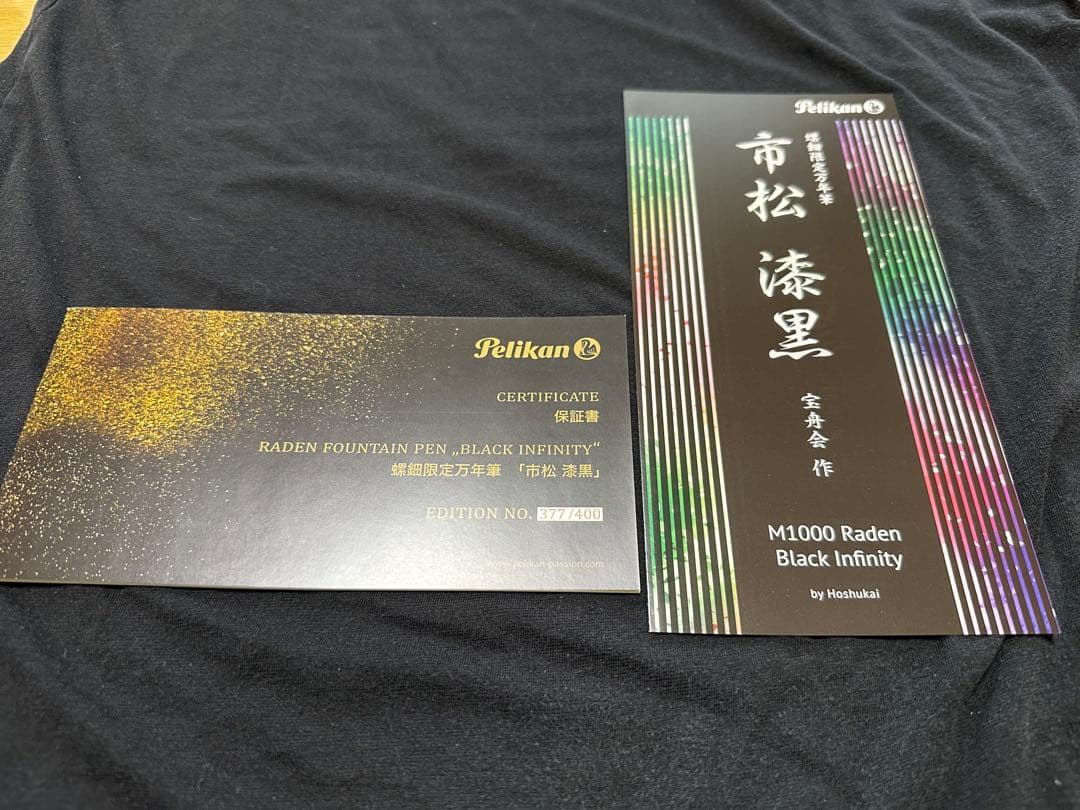 Pelikan
CERTIFICATE
保証書
RADEN FOUNTAIN PEN „BLACK INFINITY“
螺鈿限定万年筆 「市松 漆黒」
EDITION NO. 377/400
www.pelikan-passion.com
Pelikan
螺鈿限定万年筆
市松 漆黒
宝舟会 作
M1000 Raden
Black Infinity
by Hoshukai